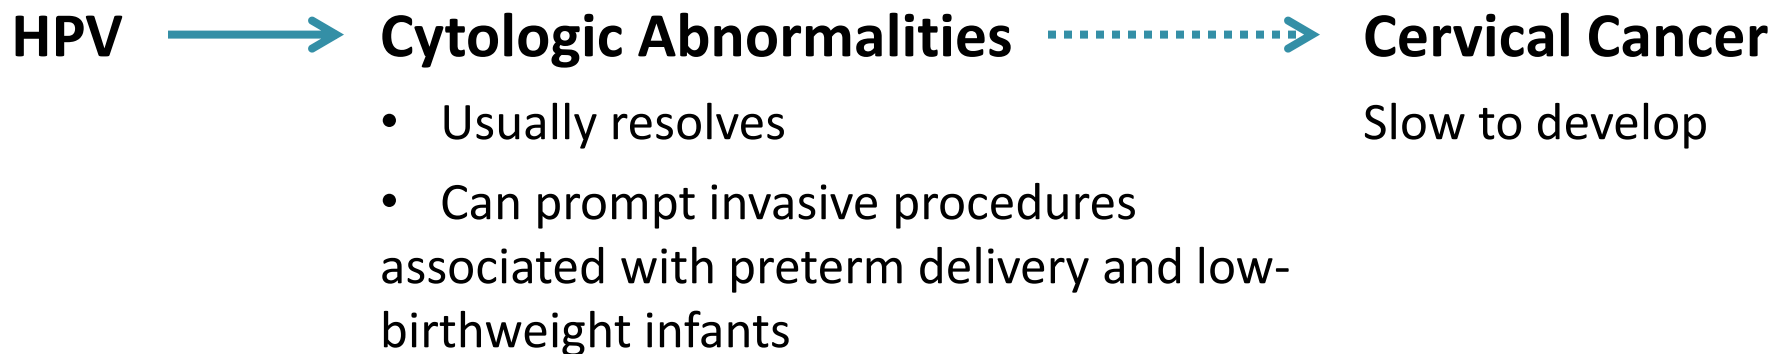 HPV Cytologic Abnormalities Cervical Cancer
• Usually resolves Slow to develop
• Can prompt invasive procedures
associated with preterm delivery and low-
birthweight infants